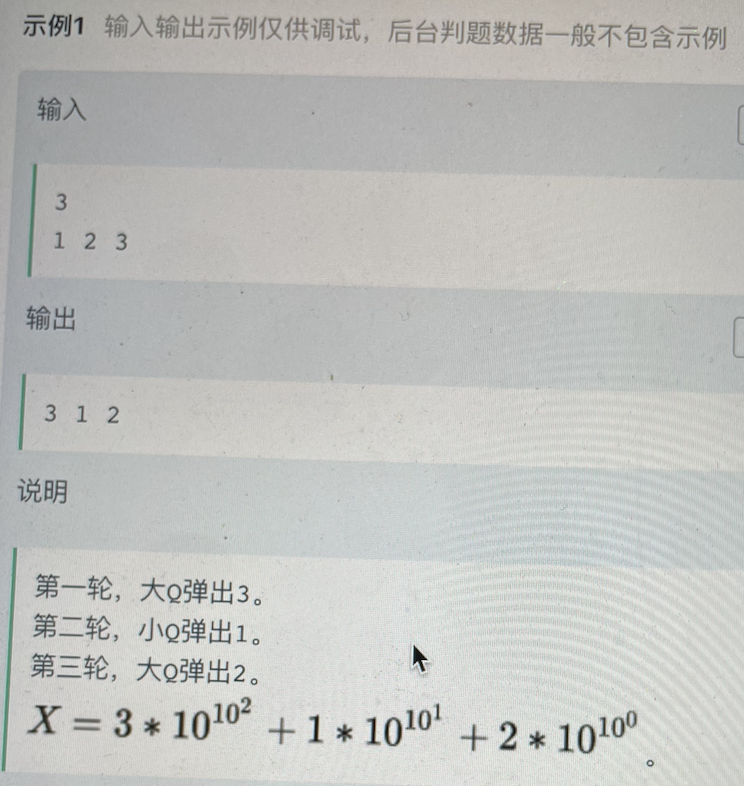 示例1 输入输出示例仅供调试，后台判题数据一般不包含示例
输入
3
1 2 3
输出
3 1 2
说明
第一轮，大Q弹出3。
第二轮，小Q弹出1。
第三轮，大Q弹出2。
X = 3 * 10^{10^2} + 1 * 10^{10^1} + 2 * 10^{10^0}。